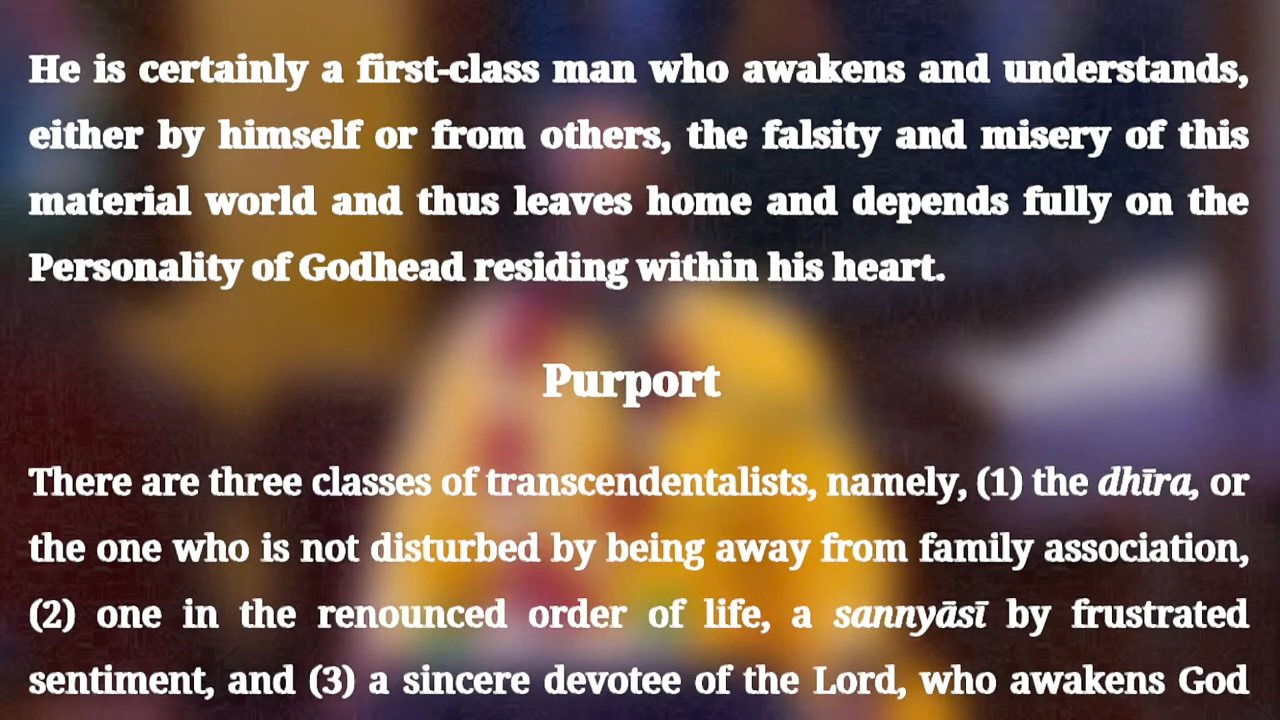 He is certainly a first-class man who awakens and understands,
either by himself or from others, the falsity and misery of this
material world and thus leaves home and depends fully on the
Personality of Godhead residing within his heart.
Purport
There are three classes of transcendentalists, namely, (1) the dhīra, or
the one who is not disturbed by being away from family association,
(2) one in the renounced order of life, a sannyāsī by frustrated
sentiment, and (3) a sincere devotee of the Lord, who awakens God